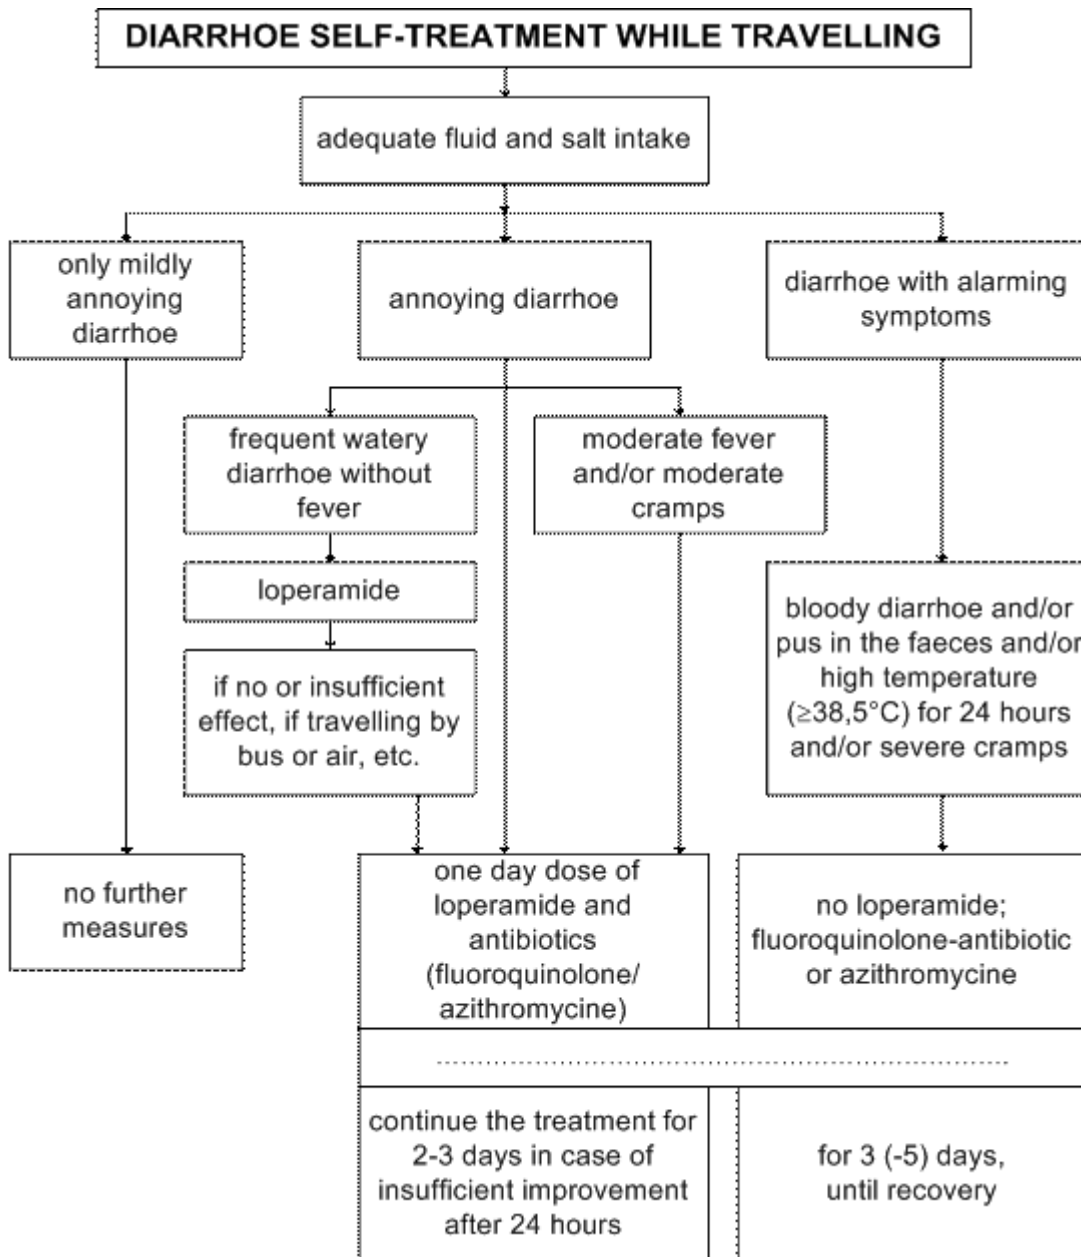 DIARRHOE SELF-TREATMENT WHILE TRAVELLING
adequate fluid and salt intake
only mildly
annoying
diarrhoe
annoying diarrhoe
diarrhoe with alarming
symptoms
frequent watery
diarrhoe without
fever
moderate fever
and/or moderate
cramps
loperamide
if no or insufficient
effect, if travelling by
bus or air, etc.
bloody diarrhoe and/or
pus in the faeces and/or
high temperature
(≥38,5°C) for 24 hours
and/or severe cramps
no further
measures
one day dose of
loperamide and
antibiotics
(fluoroquinolone/
azithromycine)
no loperamide;
fluoroquinolone-antibiotic
or azithromycine
continue the treatment for
2-3 days in case of
insufficient improvement
after 24 hours
for 3 (-5) days,
until recovery